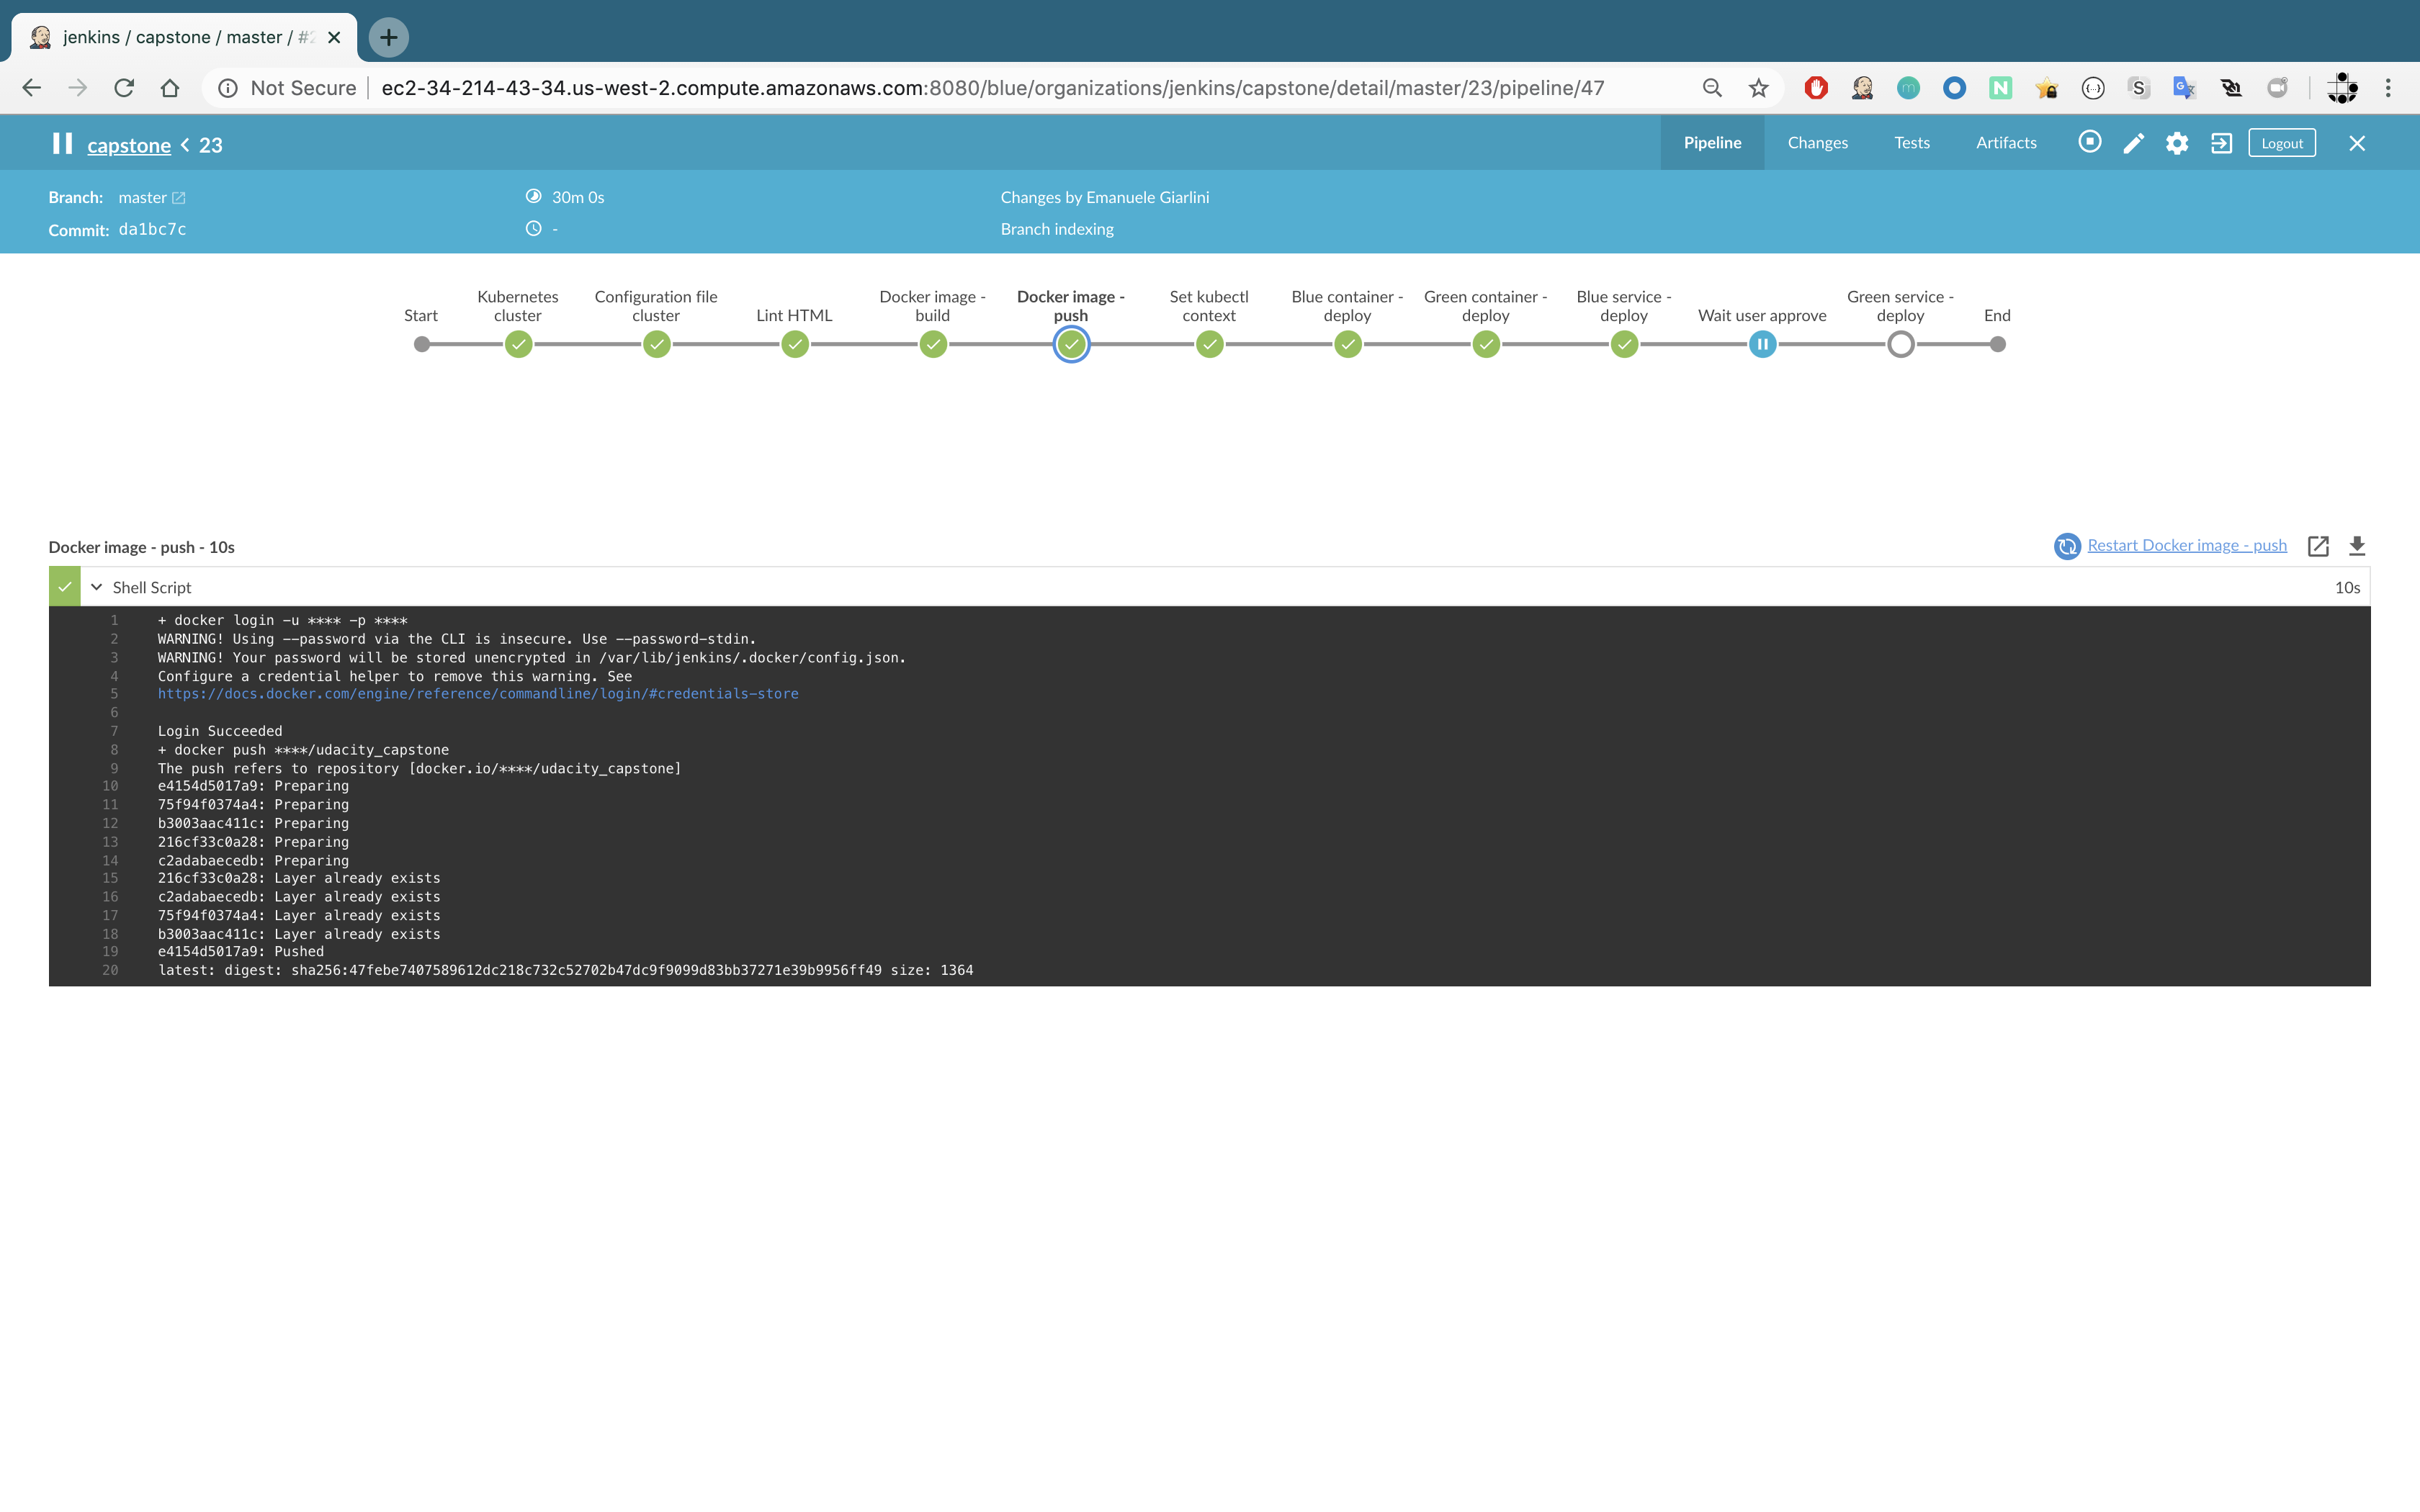 jenkins / capstone / master / #2
Not Secure | ec2-34-214-43-34.us-west-2.compute.amazonaws.com:8080/blue/organizations/jenkins/capstone/detail/master/23/pipeline/47
capstone < 23
Pipeline Changes Tests Artifacts Logout
Branch: master 30m 0s Changes by Emanuele Giarlini
Commit: da1bc7c - Branch indexing
Start
Kubernetes
cluster
Configuration file
cluster
Lint HTML
Docker image -
build
Docker image -
push
Set kubectl
context
Blue container -
deploy
Green container -
deploy
Blue service -
deploy
Wait user approve
Green service -
deploy
End
Docker image - push - 10s
Restart Docker image - push
Shell Script 10s
1 + docker login -u **** -p ****
2 WARNING! Using --password via the CLI is insecure. Use --password-stdin.
3 WARNING! Your password will be stored unencrypted in /var/lib/jenkins/.docker/config.json.
4 Configure a credential helper to remove this warning. See
5 https://docs.docker.com/engine/reference/commandline/login/#credentials-store
6
7 Login Succeeded
8 + docker push ****/udacity_capstone
9 The push refers to repository [docker.io/****/udacity_capstone]
10 e4154d5017a9: Preparing
11 75f94f0374a4: Preparing
12 b3003aac411c: Preparing
13 216cf33c0a28: Preparing
14 c2adabaecedb: Preparing
15 216cf33c0a28: Layer already exists
16 c2adabaecedb: Layer already exists
17 75f94f0374a4: Layer already exists
18 b3003aac411c: Layer already exists
19 e4154d5017a9: Pushed
20 latest: digest: sha256:47febe7407589612dc218c732c52702b47dc9f9099d83bb37271e39b9956ff49 size: 1364